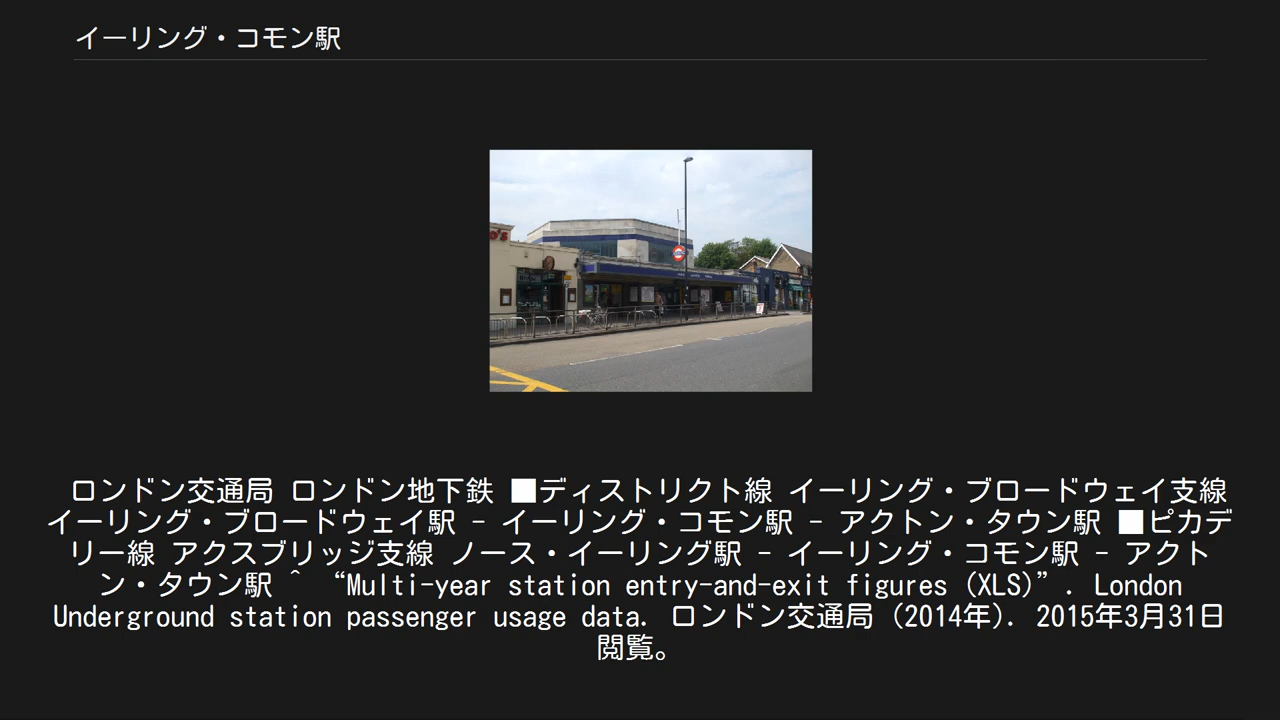 イーリング・コモン駅
o's
ロンドン交通局 ロンドン地下鉄 ■ディストリクト線 イーリング・ブロードウェイ支線
イーリング・ブロードウェイ駅 - イーリング・コモン駅 - アクトン・タウン駅 ■ピカデ
リー線 アクスブリッジ支線 ノース・イーリング駅 - イーリング・コモン駅 - アクト
ン・タウン駅 ^ “Multi-year station entry-and-exit figures (XLS)”. London
Underground station passenger usage data. ロンドン交通局 (2014年). 2015年3月31日
閲覧。